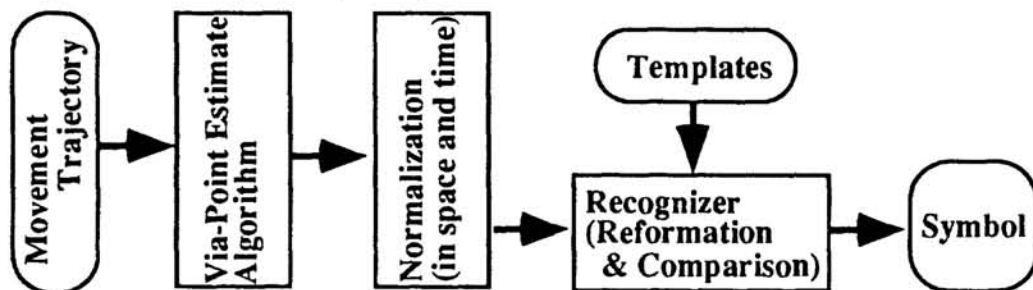 Movement
Trajectory
Via-Point Estimate
Algorithm
Normalization
(in space and time)
Templates
Recognizer
(Reformation
& Comparison)
Symbol